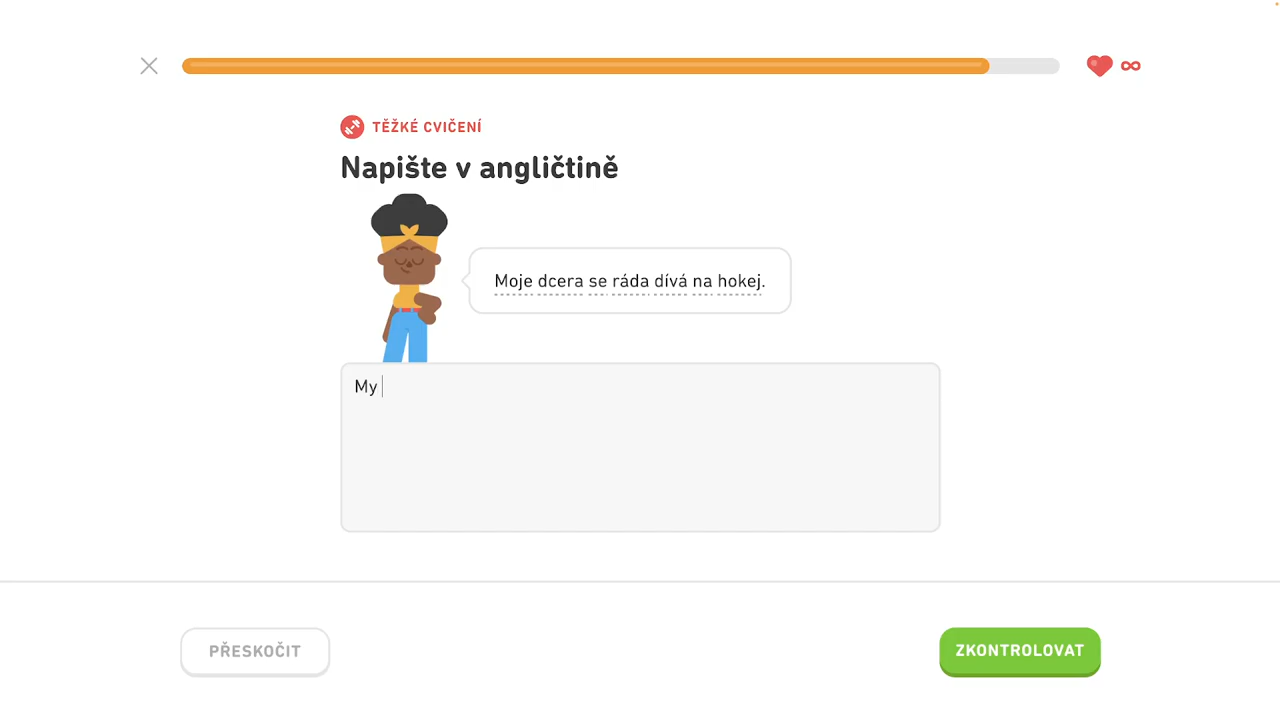 ∞
TĚŽKÉ CVIČENÍ
Napište v angličtině
Moje dcera se ráda dívá na hokej.
My
PŘESKOČIT
ZKONTROLOVAT